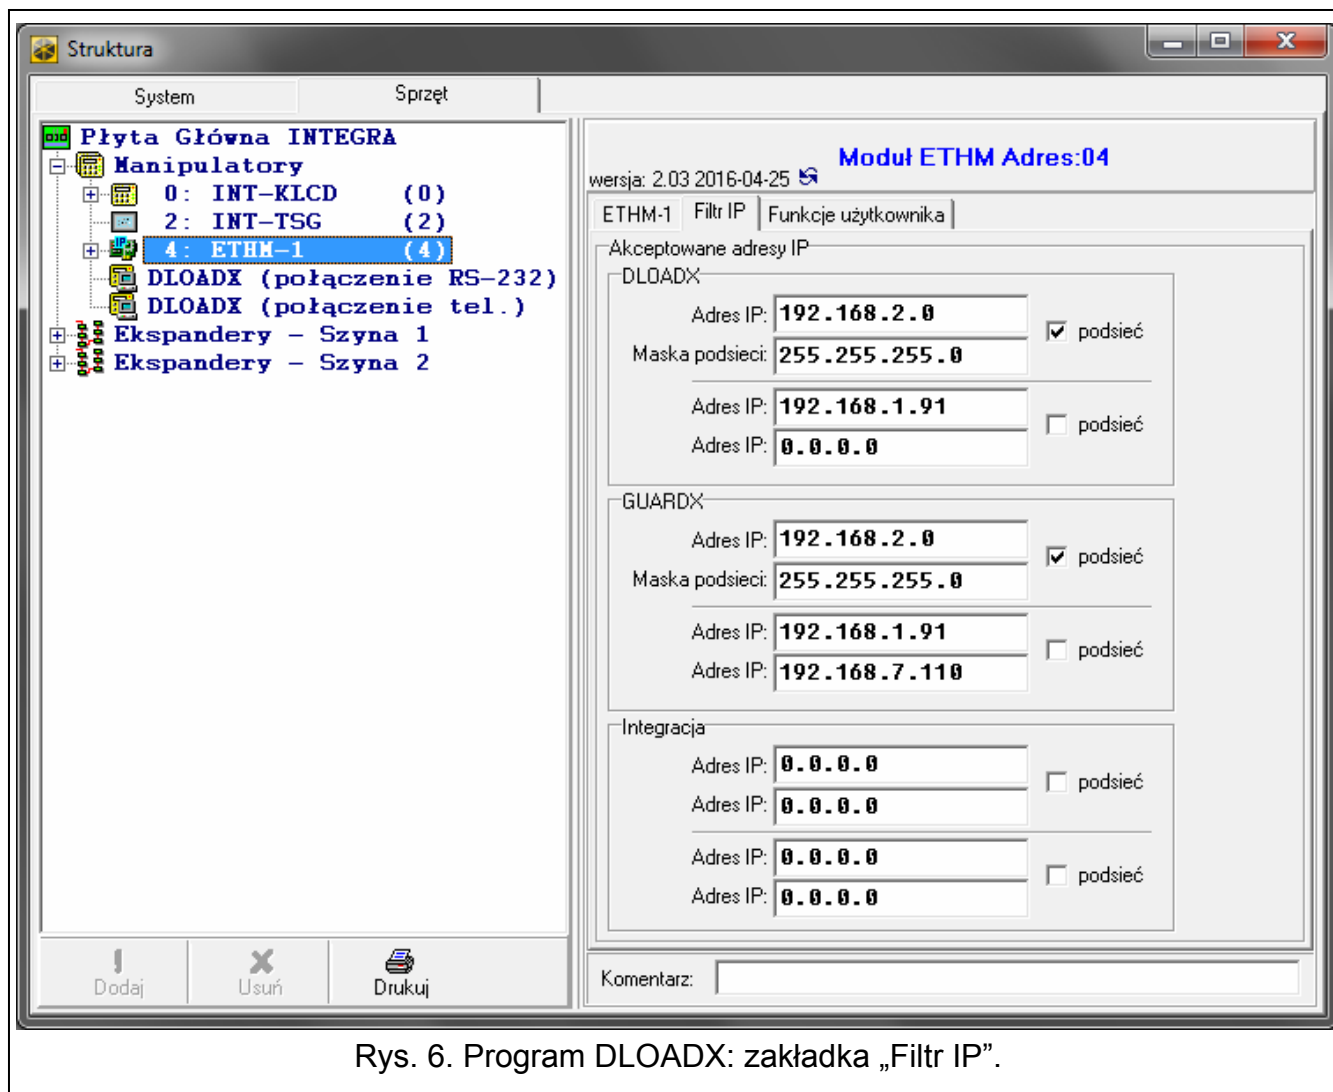 Struktura
System Sprzęt
Płyta Główna INTEGRA
Manipulatory
0: INT-KLCD (0)
2: INT-TSG (2)
4: ETHM-1 (4)
DLOADX (połączenie RS-232)
DLOADX (połączenie tel.)
Ekspandery - Szyna 1
Ekspandery - Szyna 2
Dodaj Usuń Drukuj
Moduł ETHM Adres:04
wersja: 2.03 2016-04-25
ETHM-1 Filtr IP Funkcje użytkownika
Akceptowane adresy IP
DLOADX
Adres IP: 192.168.2.0
podsieć
Maska podsieci: 255.255.255.0
Adres IP: 192.168.1.91
podsieć
Adres IP: 0.0.0.0
GUARDX
Adres IP: 192.168.2.0
podsieć
Maska podsieci: 255.255.255.0
Adres IP: 192.168.1.91
podsieć
Adres IP: 192.168.7.110
Integracja
Adres IP: 0.0.0.0
podsieć
Adres IP: 0.0.0.0
Adres IP: 0.0.0.0
podsieć
Adres IP: 0.0.0.0
Komentarz:
Rys. 6. Program DLOADX: zakładka „Filtr IP”.